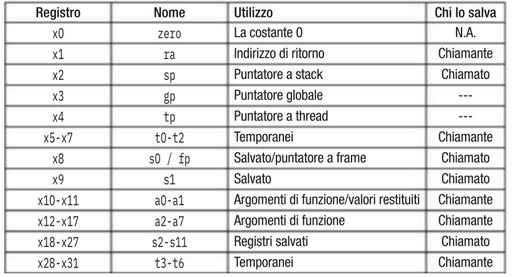 Registro Nome Utilizzo Chi lo salva
x0 zero La costante 0 N.A.
x1 ra Indirizzo di ritorno Chiamante
x2 sp Puntatore a stack Chiamato
x3 gp Puntatore globale ---
x4 tp Puntatore a thread ---
x5-x7 t0-t2 Temporanei Chiamante
x8 s0 / fp Salvato/puntatore a frame Chiamato
x9 s1 Salvato Chiamato
x10-x11 a0-a1 Argomenti di funzione/valori restituiti Chiamante
x12-x17 a2-a7 Argomenti di funzione Chiamante
x18-x27 s2-s11 Registri salvati Chiamato
x28-x31 t3-t6 Temporanei Chiamante